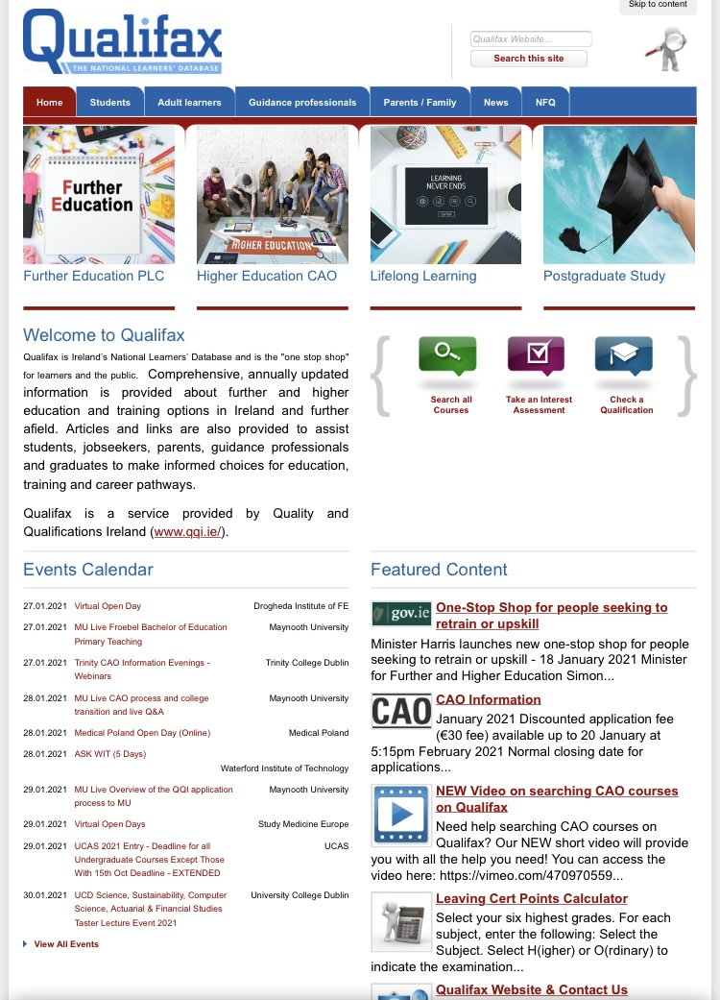 Skip to content
Qualifax
THE NATIONAL LEARNERS' DATABASE
Qualifax Website...
Search this site
Home Students Adult learners Guidance professionals Parents / Family News NFQ
Further
Education
HIGHER EDUCATION
LEARNING
NEVER ENDS
ENTER
Further Education PLC Higher Education CAO Lifelong Learning Postgraduate Study
Welcome to Qualifax
Qualifax is Ireland's National Learners' Database and is the "one stop shop"
for learners and the public. Comprehensive, annually updated
information is provided about further and higher
education and training options in Ireland and further
afield. Articles and links are also provided to assist
students, jobseekers, parents, guidance professionals
and graduates to make informed choices for education,
training and career pathways.
Qualifax is a service provided by Quality and
Qualifications Ireland (www.qqi.ie/).
Search all
Courses
Take an Interest
Assessment
Check a
Qualification
Events Calendar
27.01.2021 Virtual Open Day Drogheda Institute of FE
27.01.2021 MU Live Froebel Bachelor of Education Maynooth University
Primary Teaching
27.01.2021 Trinity CAO Information Evenings - Trinity College Dublin
Webinars
28.01.2021 MU Live CAO process and college Maynooth University
transition and live Q&A
28.01.2021 Medical Poland Open Day (Online) Medical Poland
28.01.2021 ASK WIT (5 Days)
Waterford Institute of Technology
29.01.2021 MU Live Overview of the QQI application Maynooth University
process to MU
29.01.2021 Virtual Open Days Study Medicine Europe
29.01.2021 UCAS 2021 Entry - Deadline for all UCAS
Undergraduate Courses Except Those
With 15th Oct Deadline - EXTENDED
30.01.2021 UCD Science, Sustainability, Computer University College Dublin
Science, Actuarial & Financial Studies
Taster Lecture Event 2021
View All Events
Featured Content
gov.ie
One-Stop Shop for people seeking to
retrain or upskill
Minister Harris launches new one-stop shop for people
seeking to retrain or upskill - 18 January 2021 Minister
for Further and Higher Education Simon...
CAO
CAO Information
January 2021 Discounted application fee
(€30 fee) available up to 20 January at
5:15pm February 2021 Normal closing date for
applications...
NEW Video on searching CAO courses
on Qualifax
Need help searching CAO courses on
Qualifax? Our NEW short video will provide
you with all the help you need! You can access the
video here: https://vimeo.com/470970559...
Leaving Cert Points Calculator
Select your six highest grades. For each
subject, enter the following: Select the
Subject. Select H(igher) or O(rdinary) to
indicate the examination...
Qualifax Website & Contact Us